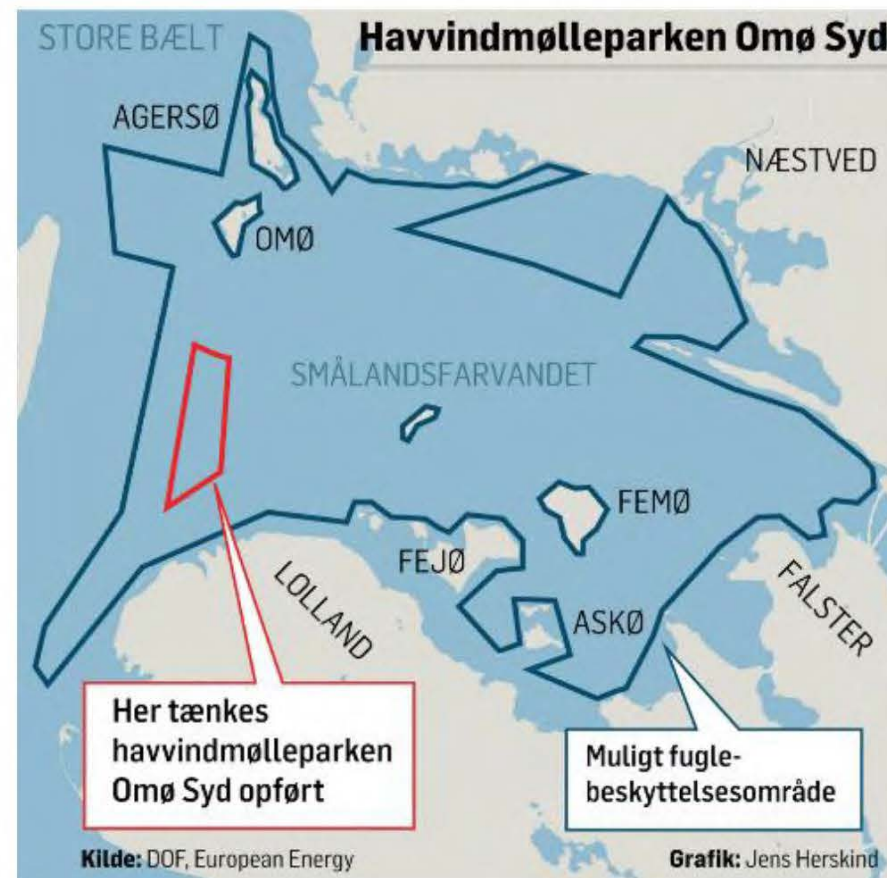 Havvindmølleparken Omø Syd
STORE BÆLT
AGERSØ
NÆSTVED
OMØ
SMÅLANDSFARVANDET
FEMØ
FEJØ
LOLLAND
ASKØ
FALSTER
Her tænkes
havvindmølleparken
Omø Syd opført
Muligt fugle-
beskyttelsesområde
Kilde: DOF, European Energy
Grafik: Jens Herskind